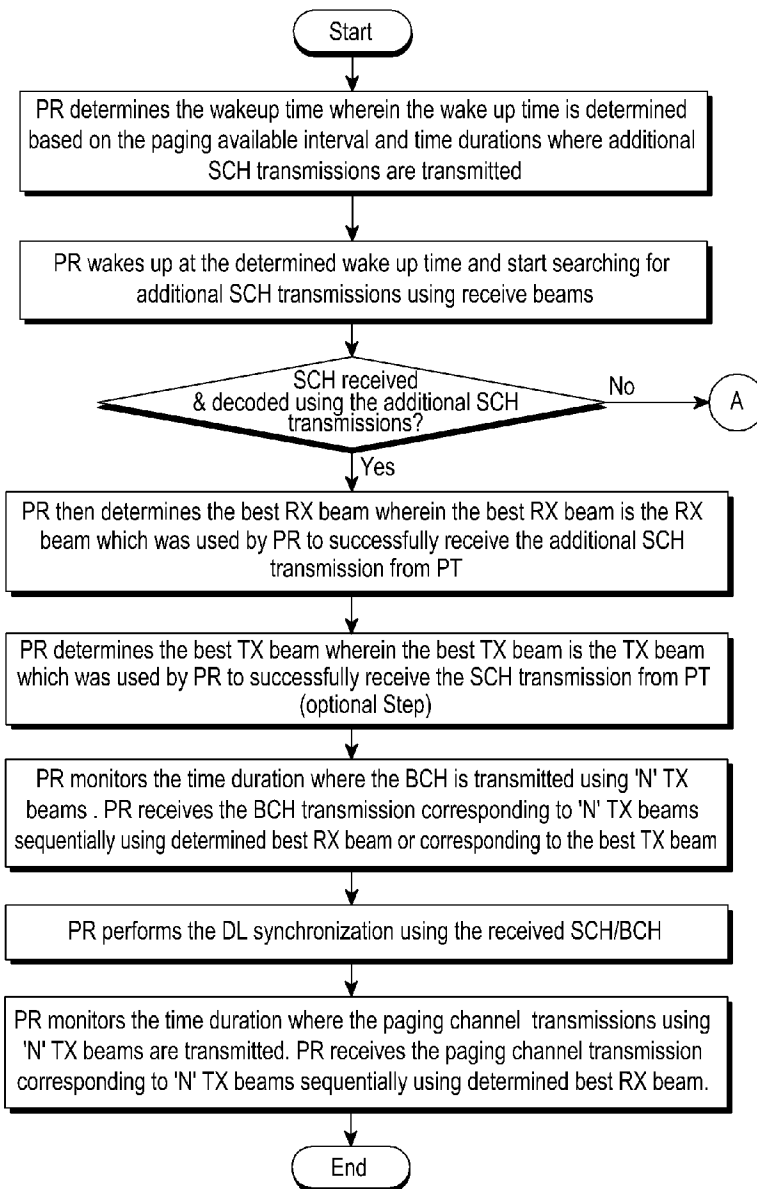 Start
PR determines the wakeup time wherein the wake up time is determined
based on the paging available interval and time durations where additional
SCH transmissions are transmitted
PR wakes up at the determined wake up time and start searching for
additional SCH transmissions using receive beams
SCH received
& decoded using the additional SCH
transmissions?
No
A
Yes
PR then determines the best RX beam wherein the best RX beam is the RX
beam which was used by PR to successfully receive the additional SCH
transmission from PT
PR determines the best TX beam wherein the best TX beam is the TX beam
which was used by PR to successfully receive the SCH transmission from PT
(optional Step)
PR monitors the time duration where the BCH is transmitted using 'N' TX
beams . PR receives the BCH transmission corresponding to 'N' TX beams
sequentially using determined best RX beam or corresponding to the best TX beam
PR performs the DL synchronization using the received SCH/BCH
PR monitors the time duration where the paging channel transmissions using
'N' TX beams are transmitted. PR receives the paging channel transmission
corresponding to 'N' TX beams sequentially using determined best RX beam.
End